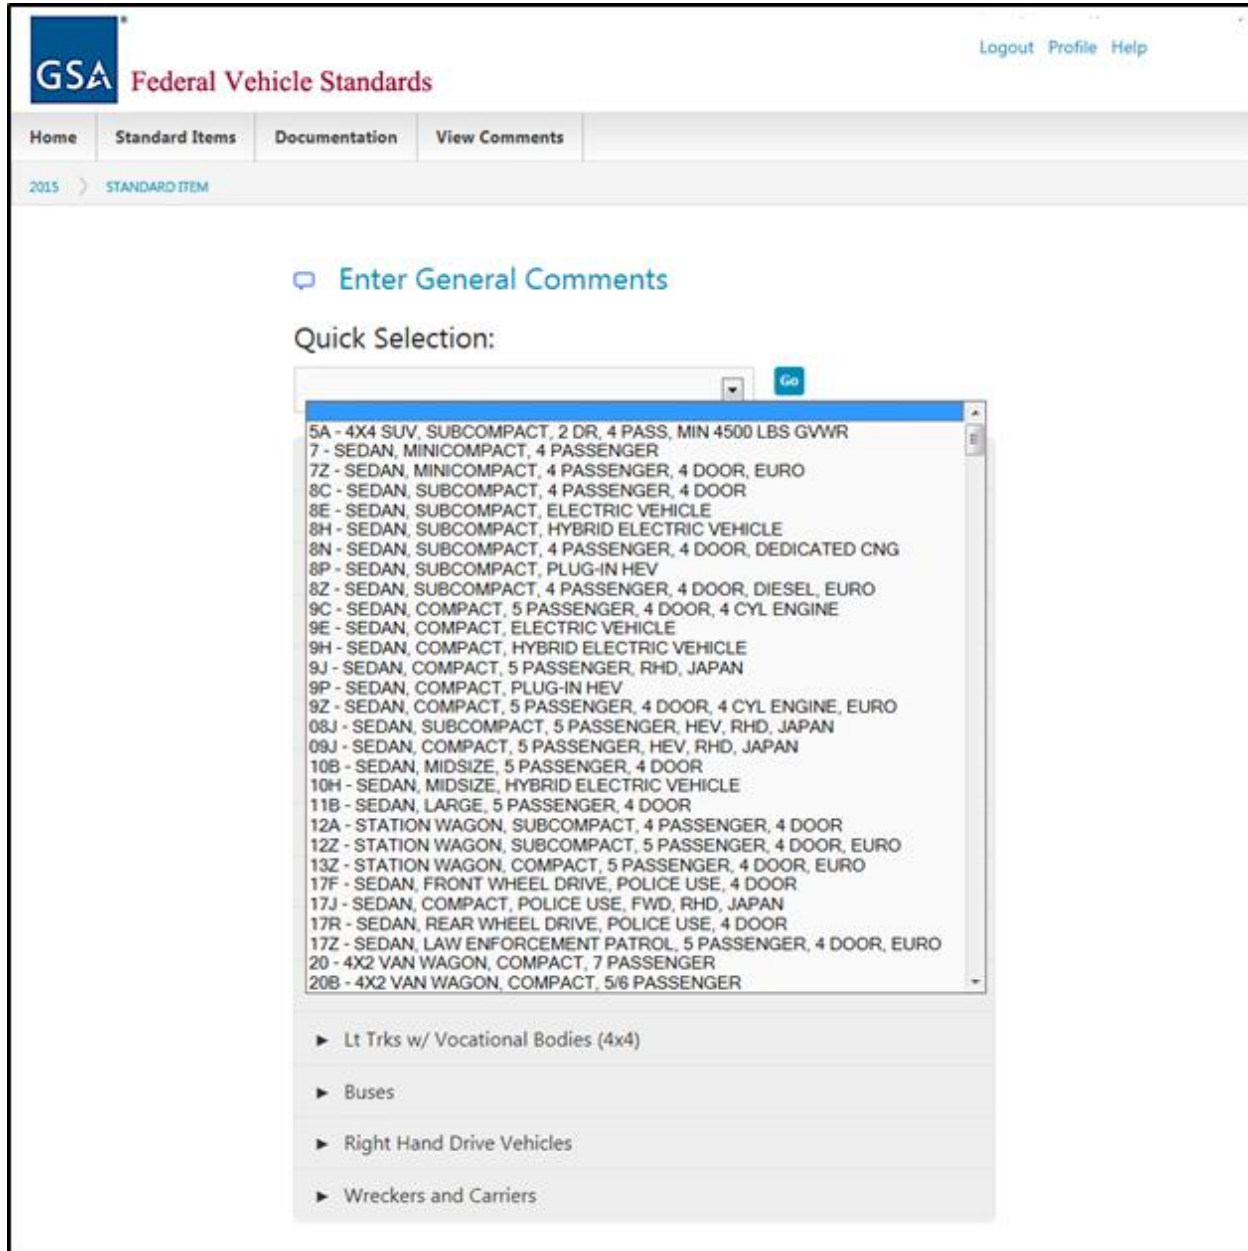 GSA
Federal Vehicle Standards
Logout Profile Help
Home Standard Items Documentation View Comments
2015 STANDARD ITEM
Enter General Comments
Quick Selection:
Go
5A - 4X4 SUV, SUBCOMPACT, 2 DR, 4 PASS, MIN 4500 LBS GVWR
7 - SEDAN, MINICOMPACT, 4 PASSENGER
7Z - SEDAN, MINICOMPACT, 4 PASSENGER, 4 DOOR, EURO
8C - SEDAN, SUBCOMPACT, 4 PASSENGER, 4 DOOR
8E - SEDAN, SUBCOMPACT, ELECTRIC VEHICLE
8H - SEDAN, SUBCOMPACT, HYBRID ELECTRIC VEHICLE
8N - SEDAN, SUBCOMPACT, 4 PASSENGER, 4 DOOR, DEDICATED CNG
8P - SEDAN, SUBCOMPACT, PLUG-IN HEV
8Z - SEDAN, SUBCOMPACT, 4 PASSENGER, 4 DOOR, DIESEL, EURO
9C - SEDAN, COMPACT, 5 PASSENGER, 4 DOOR, 4 CYL ENGINE
9E - SEDAN, COMPACT, ELECTRIC VEHICLE
9H - SEDAN, COMPACT, HYBRID ELECTRIC VEHICLE
9J - SEDAN, COMPACT, 5 PASSENGER, RHD, JAPAN
9P - SEDAN, COMPACT, PLUG-IN HEV
9Z - SEDAN, COMPACT, 5 PASSENGER, 4 DOOR, 4 CYL ENGINE, EURO
08J - SEDAN, SUBCOMPACT, 5 PASSENGER, HEV, RHD, JAPAN
09J - SEDAN, COMPACT, 5 PASSENGER, HEV, RHD, JAPAN
10B - SEDAN, MIDSIZE, 5 PASSENGER, 4 DOOR
10H - SEDAN, MIDSIZE, HYBRID ELECTRIC VEHICLE
11B - SEDAN, LARGE, 5 PASSENGER, 4 DOOR
12A - STATION WAGON, SUBCOMPACT, 4 PASSENGER, 4 DOOR
12Z - STATION WAGON, SUBCOMPACT, 5 PASSENGER, 4 DOOR, EURO
13Z - STATION WAGON, COMPACT, 5 PASSENGER, 4 DOOR, EURO
17F - SEDAN, FRONT WHEEL DRIVE, POLICE USE, 4 DOOR
17J - SEDAN, COMPACT, POLICE USE, FWD, RHD, JAPAN
17R - SEDAN, REAR WHEEL DRIVE, POLICE USE, 4 DOOR
17Z - SEDAN, LAW ENFORCEMENT PATROL, 5 PASSENGER, 4 DOOR, EURO
20 - 4X2 VAN WAGON, COMPACT, 7 PASSENGER
20B - 4X2 VAN WAGON, COMPACT, 5/6 PASSENGER
Lt Trks w/ Vocational Bodies (4x4)
Buses
Right Hand Drive Vehicles
Wreckers and Carriers